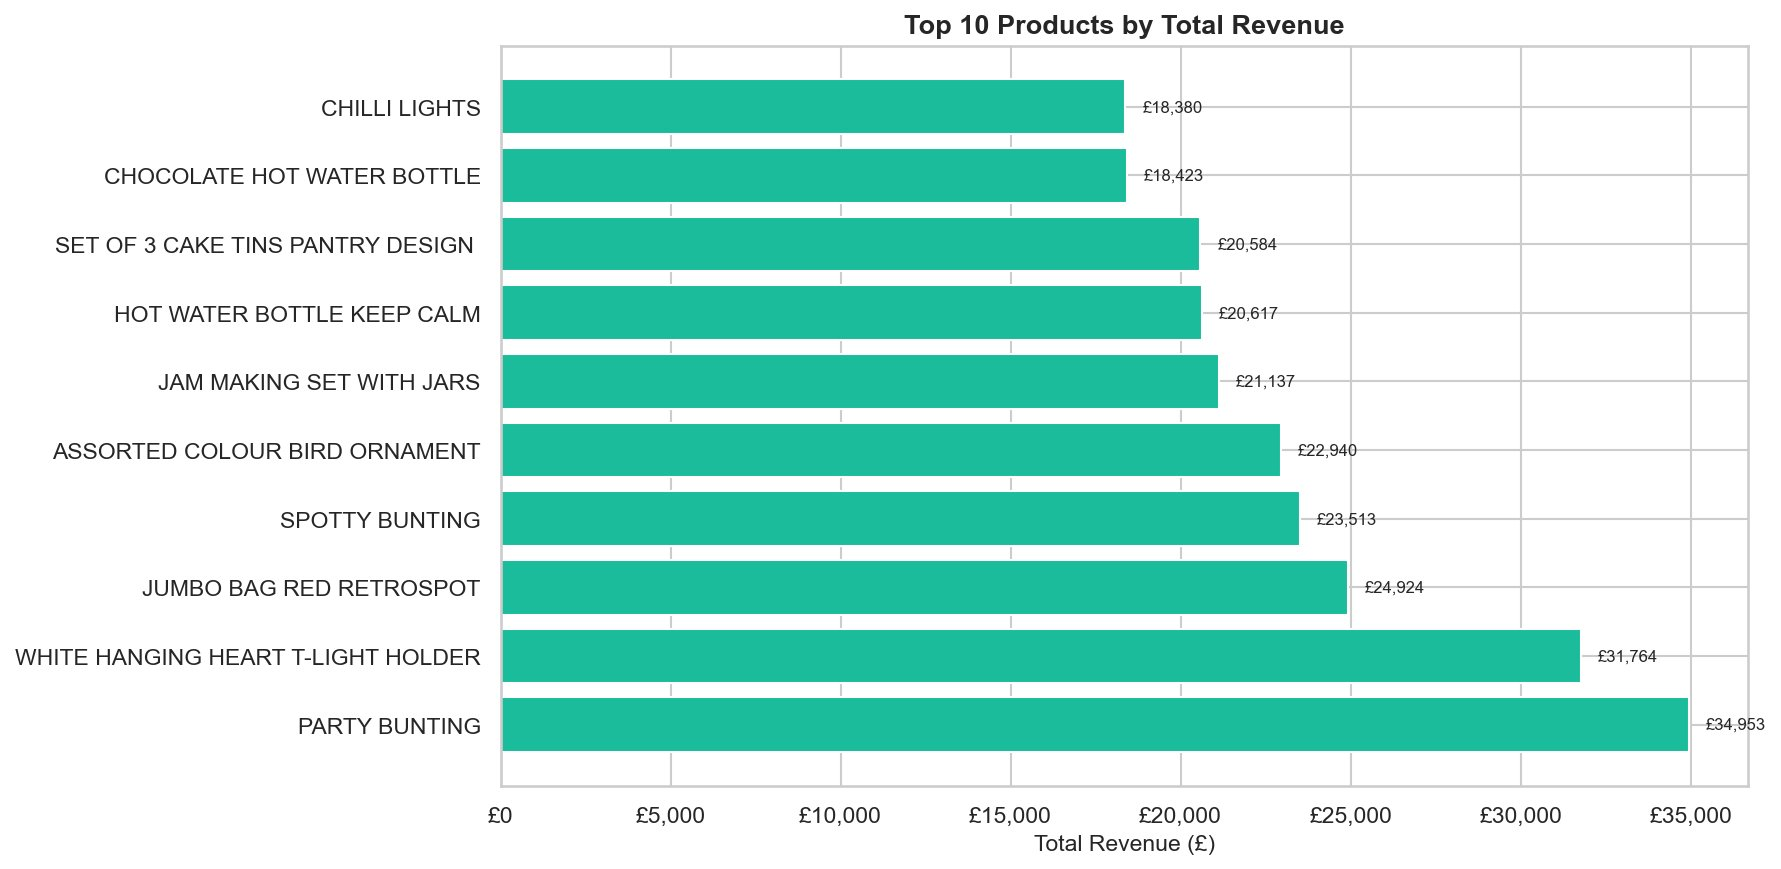 Top 10 Products by Total Revenue
CHILLI LIGHTS £18,380
CHOCOLATE HOT WATER BOTTLE £18,423
SET OF 3 CAKE TINS PANTRY DESIGN £20,584
HOT WATER BOTTLE KEEP CALM £20,617
JAM MAKING SET WITH JARS £21,137
ASSORTED COLOUR BIRD ORNAMENT £22,940
SPOTTY BUNTING £23,513
JUMBO BAG RED RETROSPOT £24,924
WHITE HANGING HEART T-LIGHT HOLDER £31,764
PARTY BUNTING £34,953
£0 £5,000 £10,000 £15,000 £20,000 £25,000 £30,000 £35,000
Total Revenue (£)